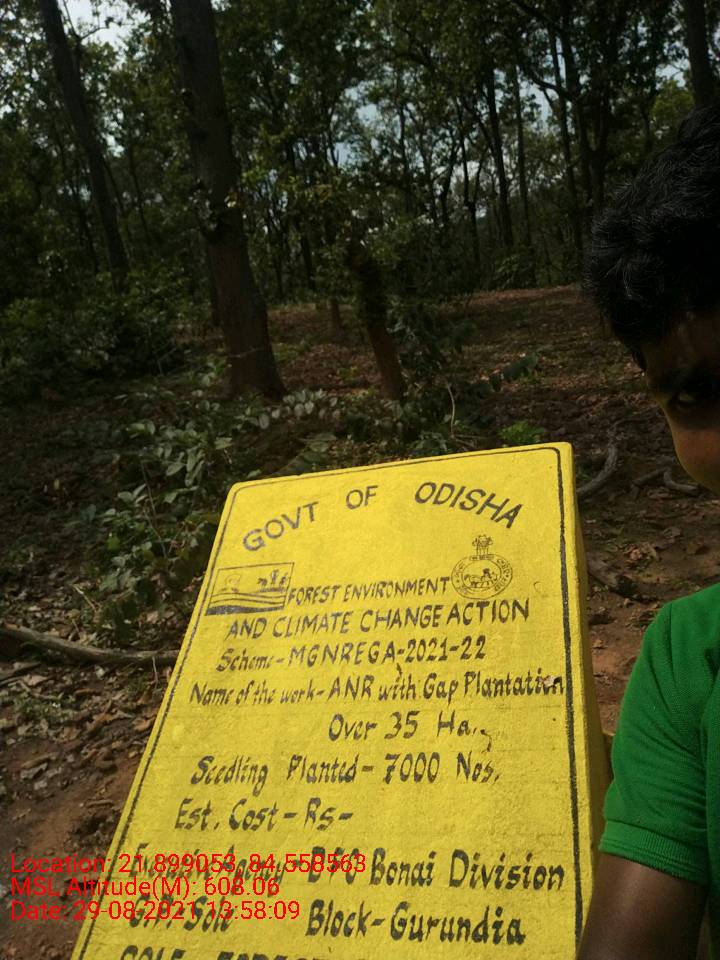 GOVT OF ODISHA
FOREST ENVIRONMENT
AND CLIMATE CHANGE ACTION
Scheme-MGNREGA-2021-22
Name of the work-ANR with Gap Plantation
Over 35 Ha.
Seedling Planted-7000 Nos.
Est. Cost-Rs-
Bonai Division
Location: 21.899053,84.558563
MSL Altitude(M): 608.06
Block-Gurundia
Date: 29-08-2021 13:58:09